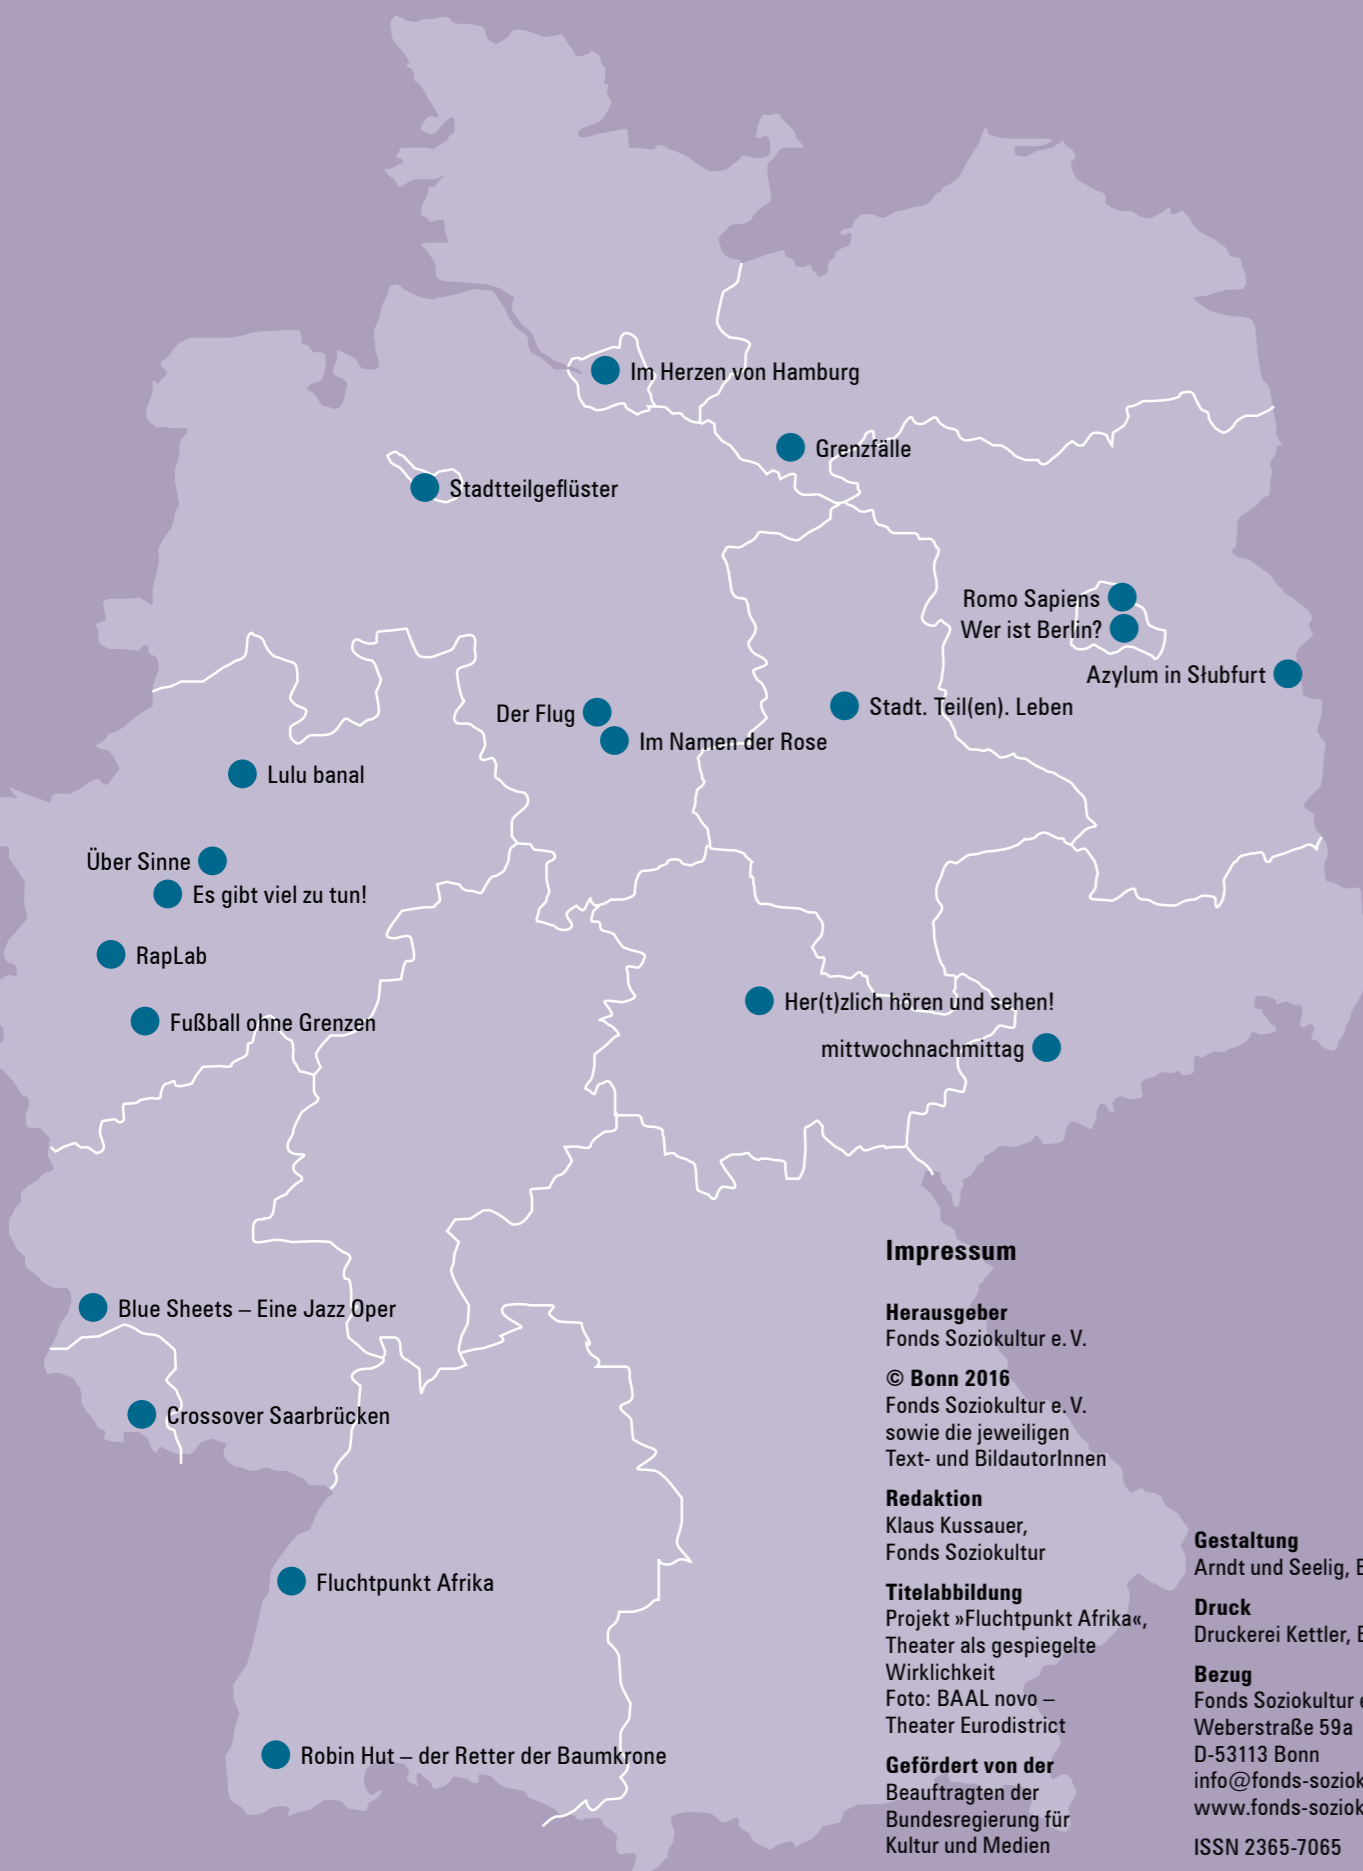 Im Herzen von Hamburg
Grenzfälle
Stadtteilgeflüster
Romo Sapiens
Wer ist Berlin?
Azylum in Słubfurt
Stadt. Teil(en). Leben
Der Flug
Im Namen der Rose
Lulu banal
Über Sinne
Es gibt viel zu tun!
RapLab
Her(t)zlich hören und sehen!
Fußball ohne Grenzen
mittwochnachmittag
Blue Sheets – Eine Jazz Oper
Crossover Saarbrücken
Fluchtpunkt Afrika
Robin Hut – der Retter der Baumkrone
Impressum
Herausgeber
Fonds Soziokultur e. V.
© Bonn 2016
Fonds Soziokultur e. V.
sowie die jeweiligen
Text- und BildautorInnen
Redaktion
Klaus Kussauer,
Fonds Soziokultur
Titelabbildung
Projekt »Fluchtpunkt Afrika«,
Theater als gespiegelte
Wirklichkeit
Foto: BAAL novo –
Theater Eurodistrict
Gefördert von der
Beauftragten der
Bundesregierung für
Kultur und Medien
Gestaltung
Arndt und Seelig,
Druck
Druckerei Kettler,
Bezug
Fonds Soziokultur
Weberstraße 59a
D-53113 Bonn
info@fonds-soziok
www.fonds-soziok
ISSN 2365-7065